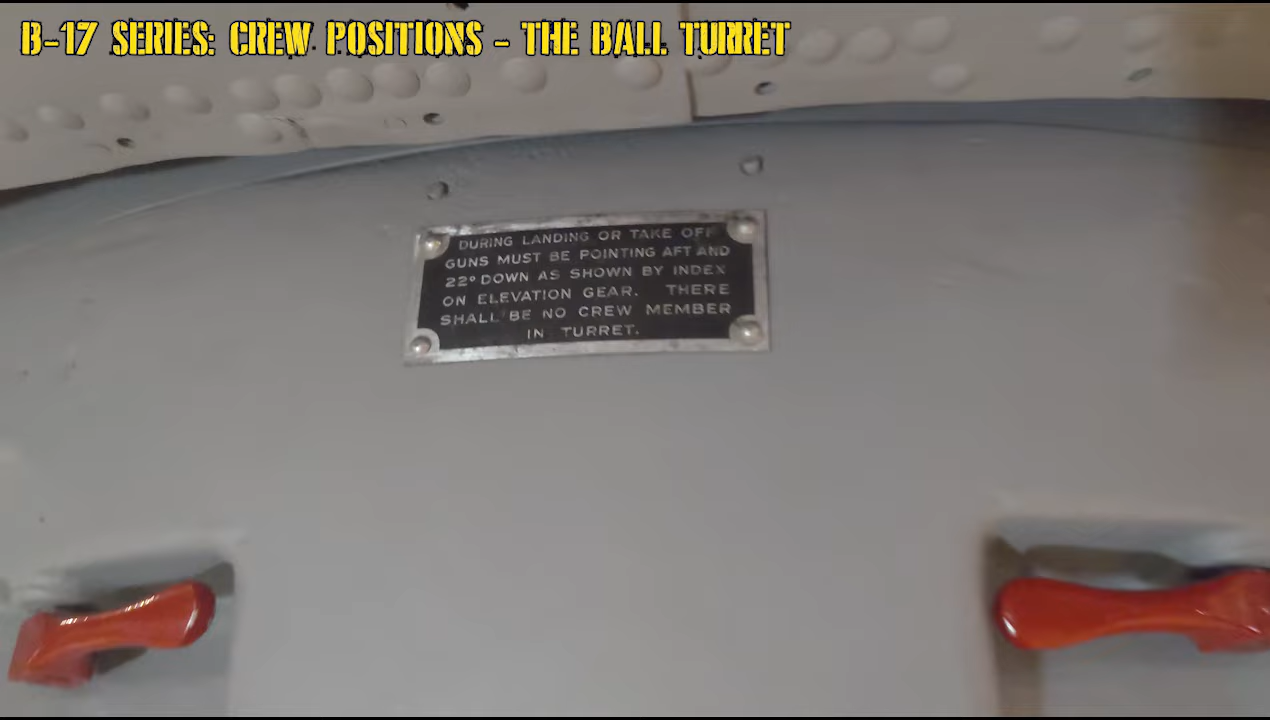 B-17 SERIES: CREW POSITIONS - THE BALL TURRET
DURING LANDING OR TAKE OFF
GUNS MUST BE POINTING AFT AND
22° DOWN AS SHOWN BY INDEX
ON ELEVATION GEAR. THERE
SHALL BE NO CREW MEMBER
IN TURRET.